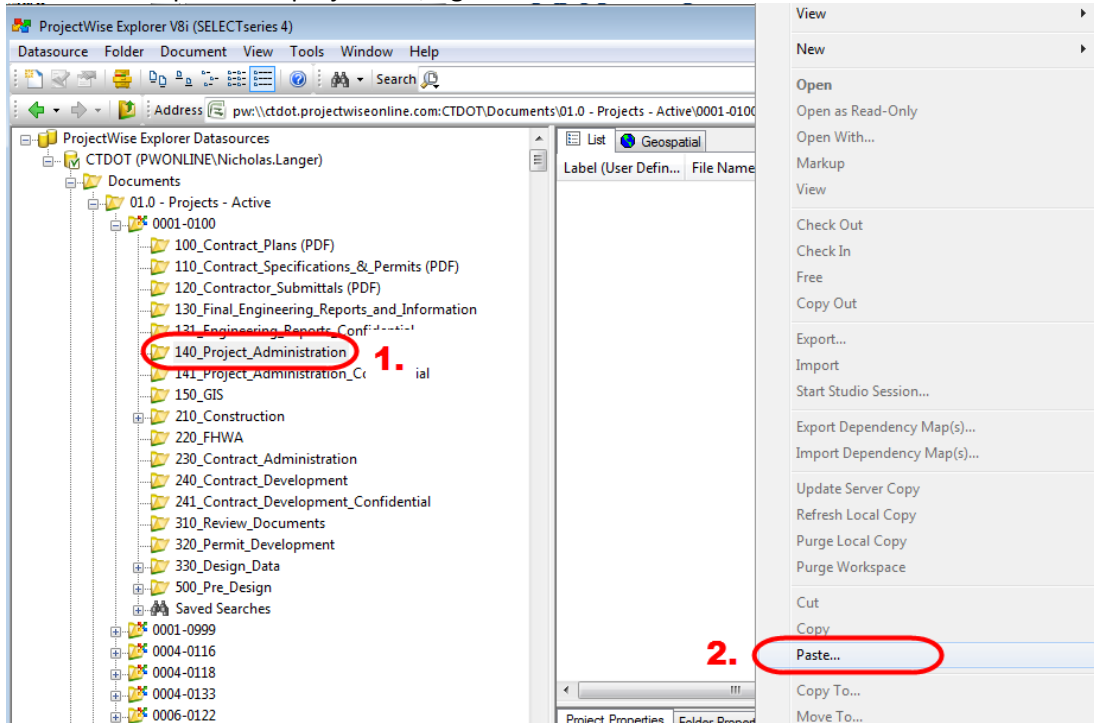 ProjectWise Explorer V8i (SELECTseries 4)
Datasource Folder Document View Tools Window Help
Search
Address pw:\\ctdot.projectwiseonline.com:CTDOT\Documents\01.0 - Projects - Active\0001-0100
ProjectWise Explorer Datasources
CTDOT (PWONLINE\Nicholas.Langer)
Documents
01.0 - Projects - Active
0001-0100
100_Contract_Plans (PDF)
110_Contract_Specifications_&_Permits (PDF)
120_Contractor_Submittals (PDF)
130_Final_Engineering_Reports_and_Information
131_Engineering_Reports_Confidential
140_Project_Administration
1.
141_Project_Administration_Co ial
150_GIS
210_Construction
220_FHWA
230_Contract_Administration
240_Contract_Development
241_Contract_Development_Confidential
310_Review_Documents
320_Permit_Development
330_Design_Data
500_Pre_Design
Saved Searches
0001-0999
0004-0116
0004-0118
0004-0133
0006-0122
List Geospatial
Label (User Defin... File Name
Project Properties Folder Propert
View
New
Open
Open as Read-Only
Open With...
Markup
View
Check Out
Check In
Free
Copy Out
Export...
Import
Start Studio Session...
Export Dependency Map(s)...
Import Dependency Map(s)...
Update Server Copy
Refresh Local Copy
Purge Local Copy
Purge Workspace
Cut
Copy
2.
Paste...
Copy To...
Move To...